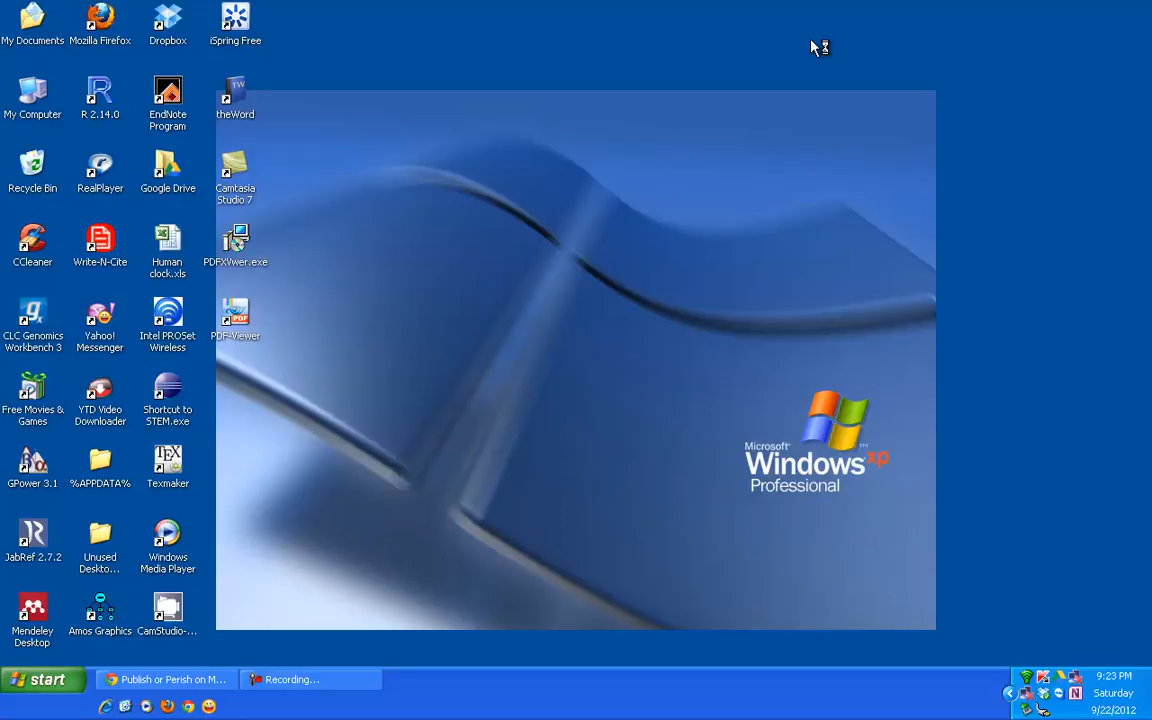 My Documents
Mozilla Firefox
Dropbox
iSpring Free
My Computer
R 2.14.0
EndNote
Program
TW
theWord
Recycle Bin
RealPlayer
Google Drive
Camtasia
Studio 7
CCleaner
Write-N-Cite
Human
clock.xls
PDFXVwer.exe
CLC Genomics
Workbench 3
Yahoo!
Messenger
Intel PROSet
Wireless
PDF
PDF-Viewer
Free Movies &
Games
YTD Video
Downloader
Shortcut to
STEM.exe
GPower 3.1
%APPDATA%
TEX
Texmaker
JabRef 2.7.2
Unused
Deskto...
Windows
Media Player
Mendeley
Desktop
Amos Graphics
CamStudio-...
Microsoft®
Windows xp
Professional
start
Publish or Perish on M...
Recording...
9:23 PM
Saturday
9/22/2012